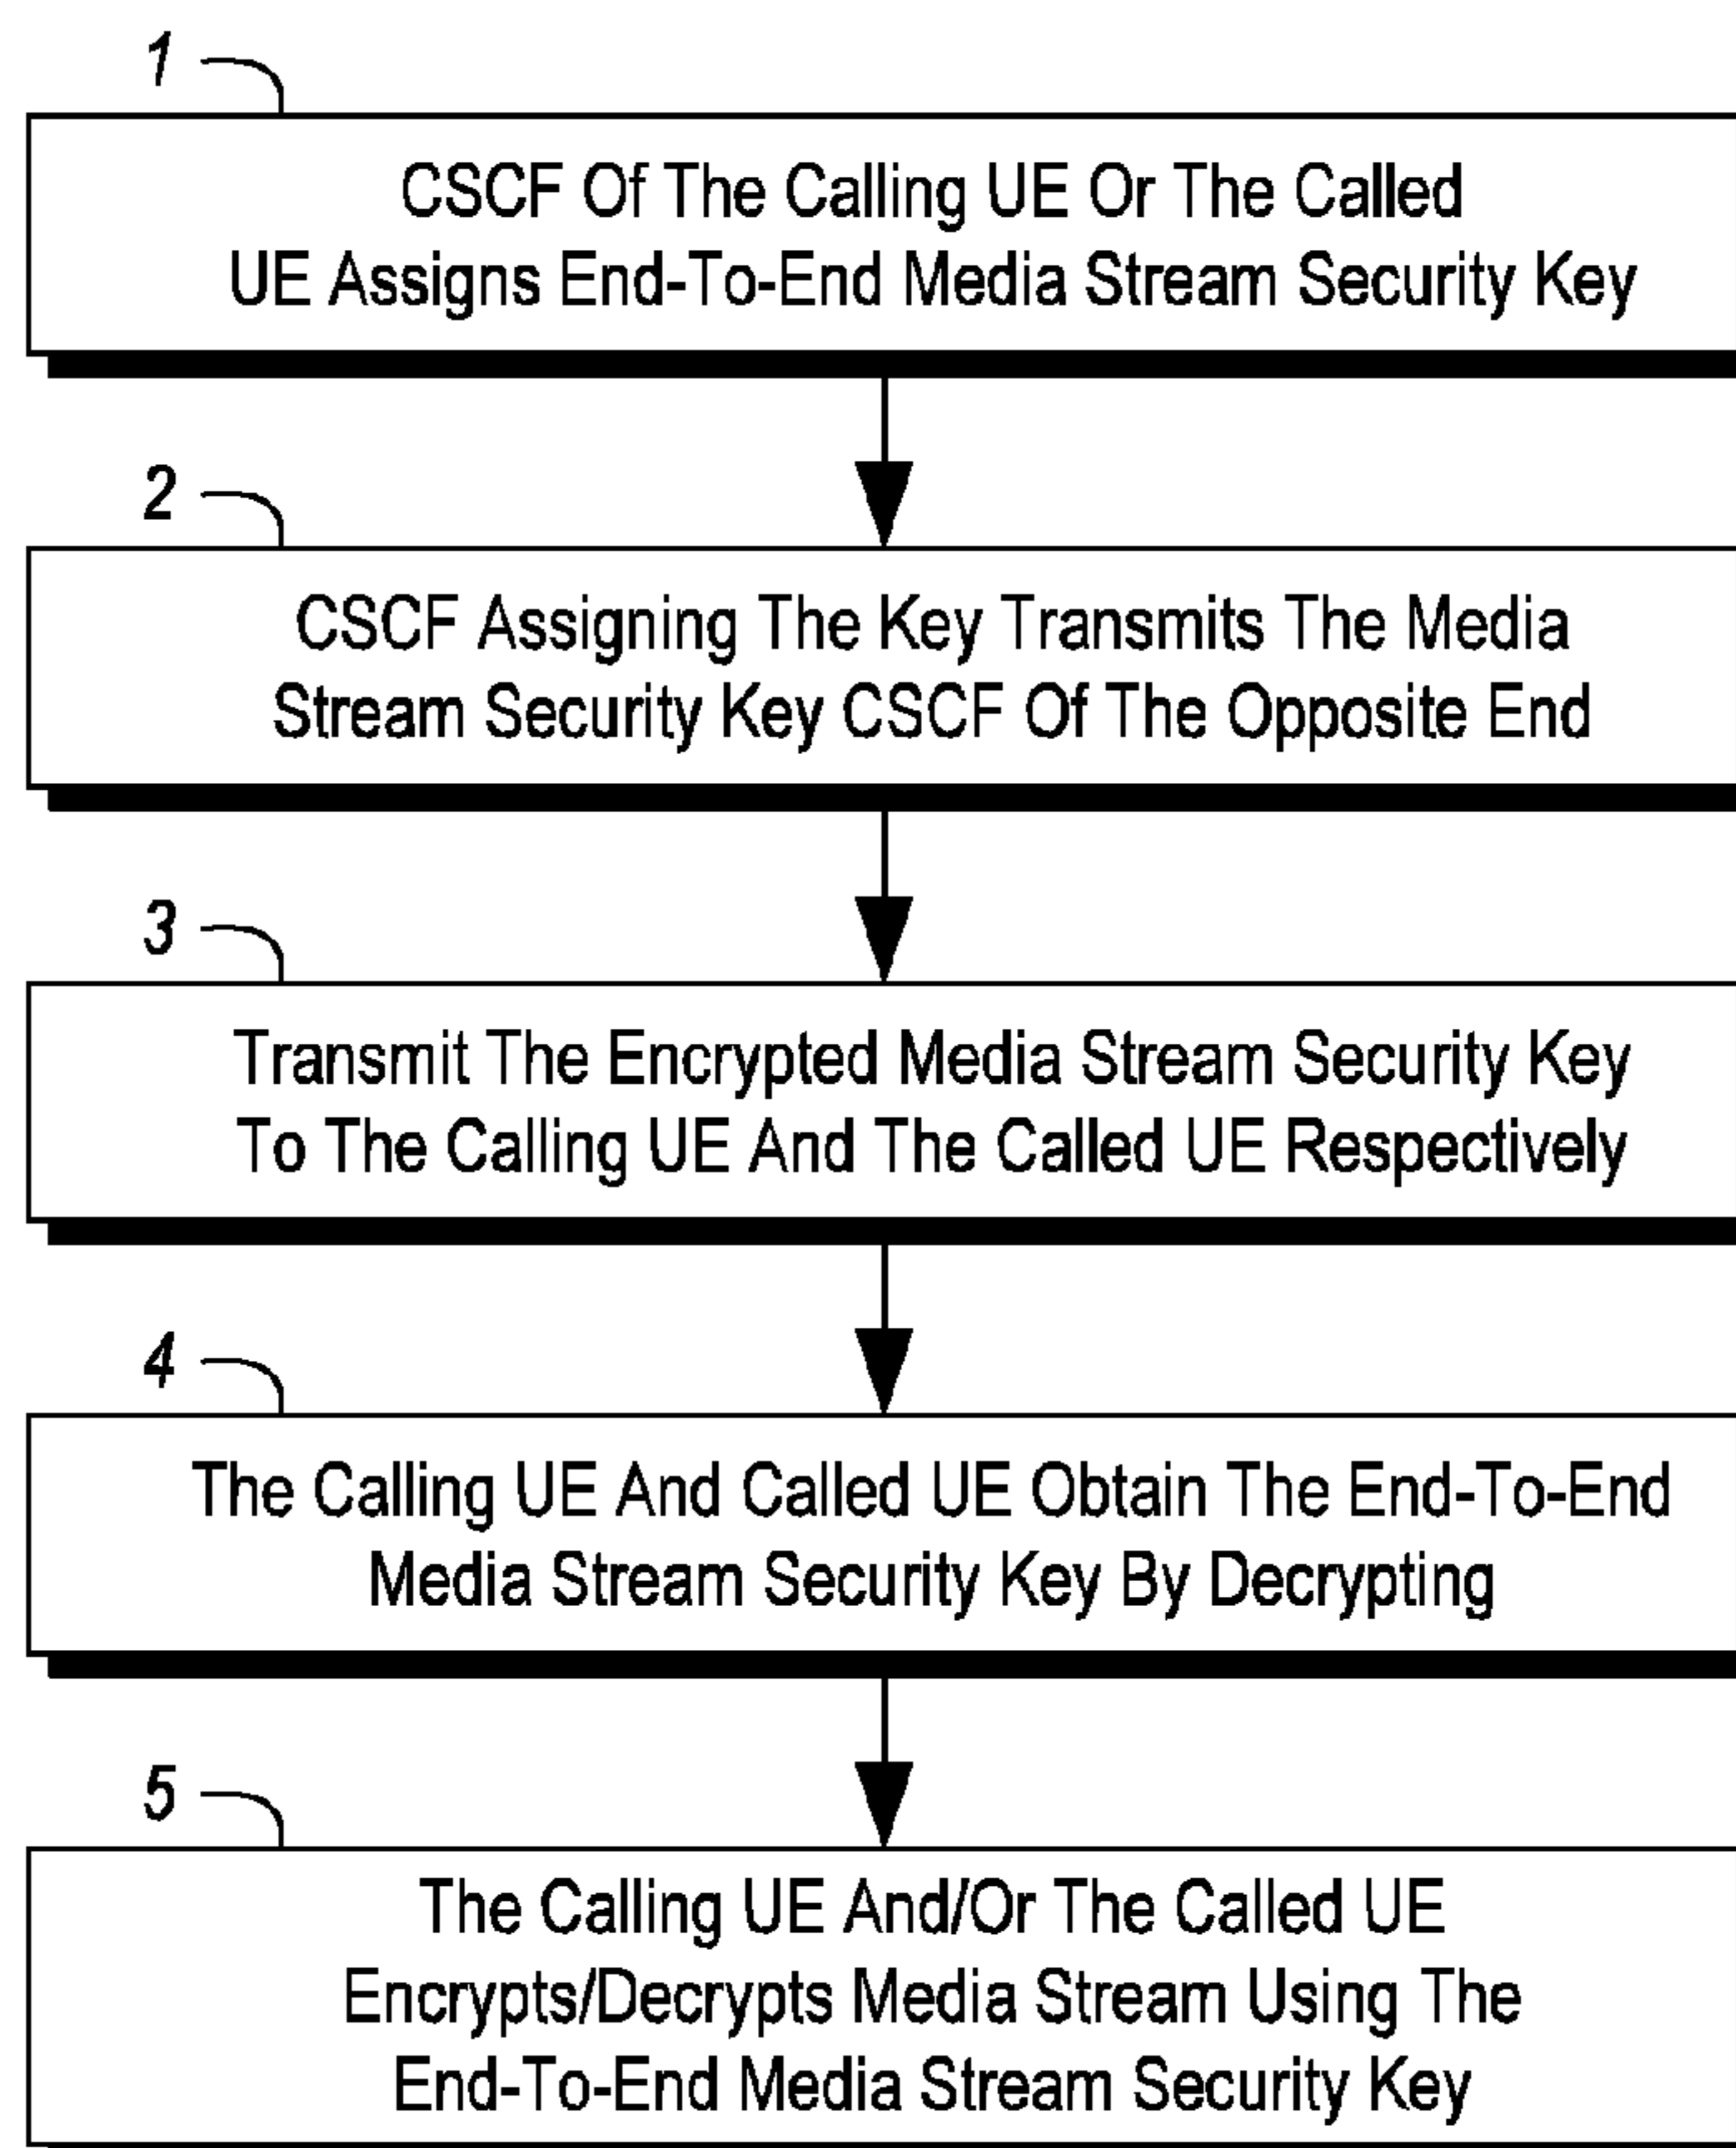 1
CSCF Of The Calling UE Or The Called
UE Assigns End-To-End Media Stream Security Key
2
CSCF Assigning The Key Transmits The Media
Stream Security Key CSCF Of The Opposite End
3
Transmit The Encrypted Media Stream Security Key
To The Calling UE And The Called UE Respectively
4
The Calling UE And Called UE Obtain The End-To-End
Media Stream Security Key By Decrypting
5
The Calling UE And/Or The Called UE
Encrypts/Decrypts Media Stream Using The
End-To-End Media Stream Security Key